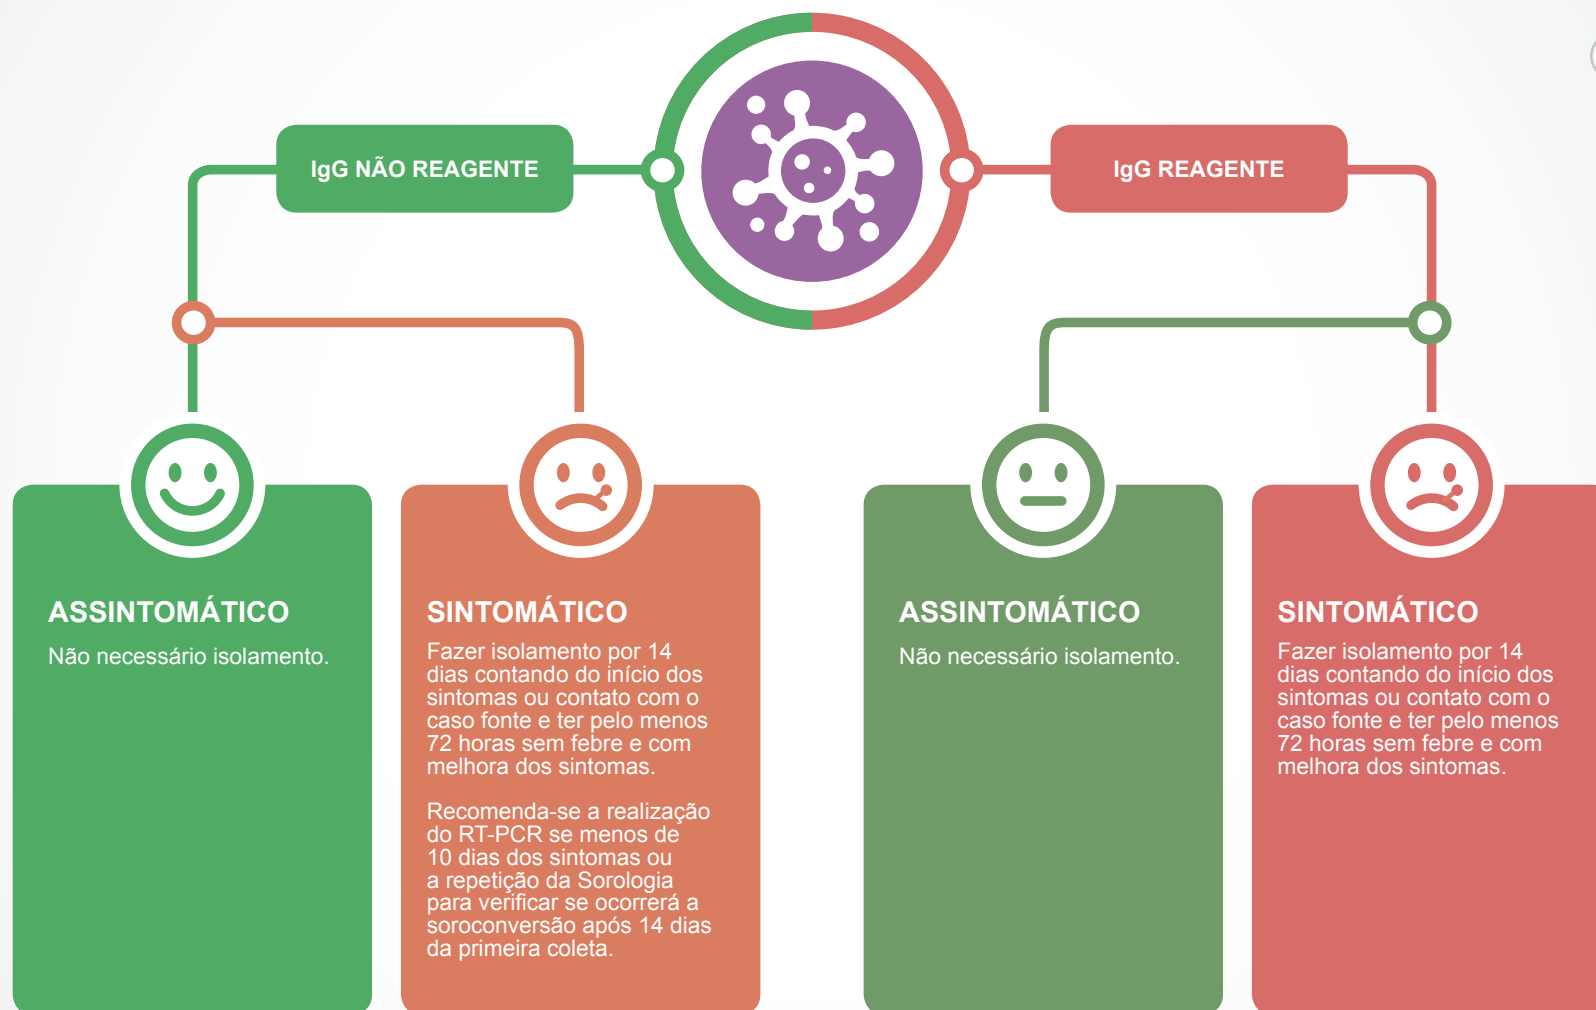 IgG NÃO REAGENTE
IgG REAGENTE
ASSINTOMÁTICO
Não necessário isolamento.
SINTOMÁTICO
Fazer isolamento por 14
dias contando do início dos
sintomas ou contato com o
caso fonte e ter pelo menos
72 horas sem febre e com
melhora dos sintomas.
Recomenda-se a realização
do RT-PCR se menos de
10 dias dos sintomas ou
a repetição da Sorologia
para verificar se ocorrerá a
soroconversão após 14 dias
da primeira coleta.
ASSINTOMÁTICO
Não necessário isolamento.
SINTOMÁTICO
Fazer isolamento por 14
dias contando do início dos
sintomas ou contato com o
caso fonte e ter pelo menos
72 horas sem febre e com
melhora dos sintomas.